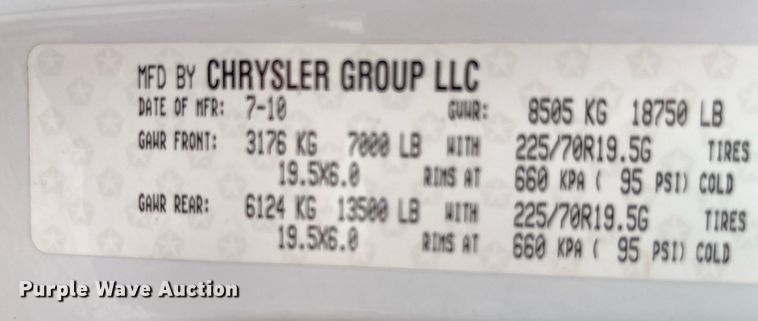 MFD BY CHRYSLER GROUP LLC
DATE OF MFR: 7-10 GVWR: 8505 KG 18750 LB
GAWR FRONT: 3176 KG 7000 LB WITH 225/70R19.5G TIRES
19.5X6.0 RIMS AT 660 KPA ( 95 PSI) COLD
GAWR REAR: 6124 KG 13500 LB WITH 225/70R19.5G TIRES
19.5X6.0 RIMS AT 660 KPA ( 95 PSI) COLD
Purple Wave Auction